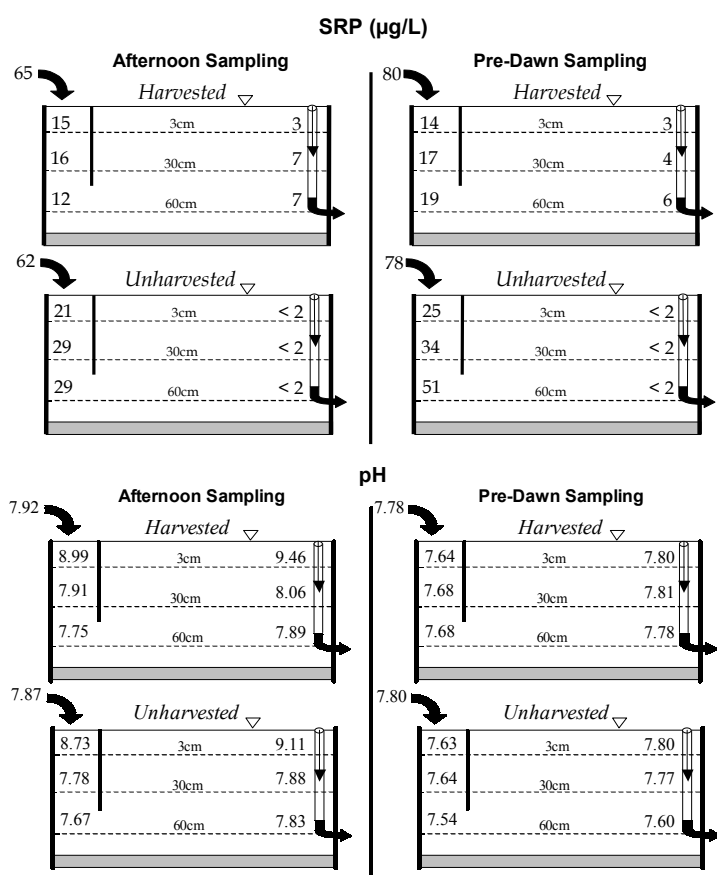 SRP (µg/L)
Afternoon Sampling
65
Harvested
15 3cm 3
16 30cm 7
12 60cm 7
62
Unharvested
21 3cm < 2
29 30cm < 2
29 60cm < 2
Pre-Dawn Sampling
80
Harvested
14 3cm 3
17 30cm 4
19 60cm 6
78
Unharvested
25 3cm < 2
34 30cm < 2
51 60cm < 2
pH
Afternoon Sampling
7.92
Harvested
8.99 3cm 9.46
7.91 30cm 8.06
7.75 60cm 7.89
7.87
Unharvested
8.73 3cm 9.11
7.78 30cm 7.88
7.67 60cm 7.83
Pre-Dawn Sampling
7.78
Harvested
7.64 3cm 7.80
7.68 30cm 7.81
7.68 60cm 7.78
7.80
Unharvested
7.63 3cm 7.80
7.64 30cm 7.77
7.54 60cm 7.60